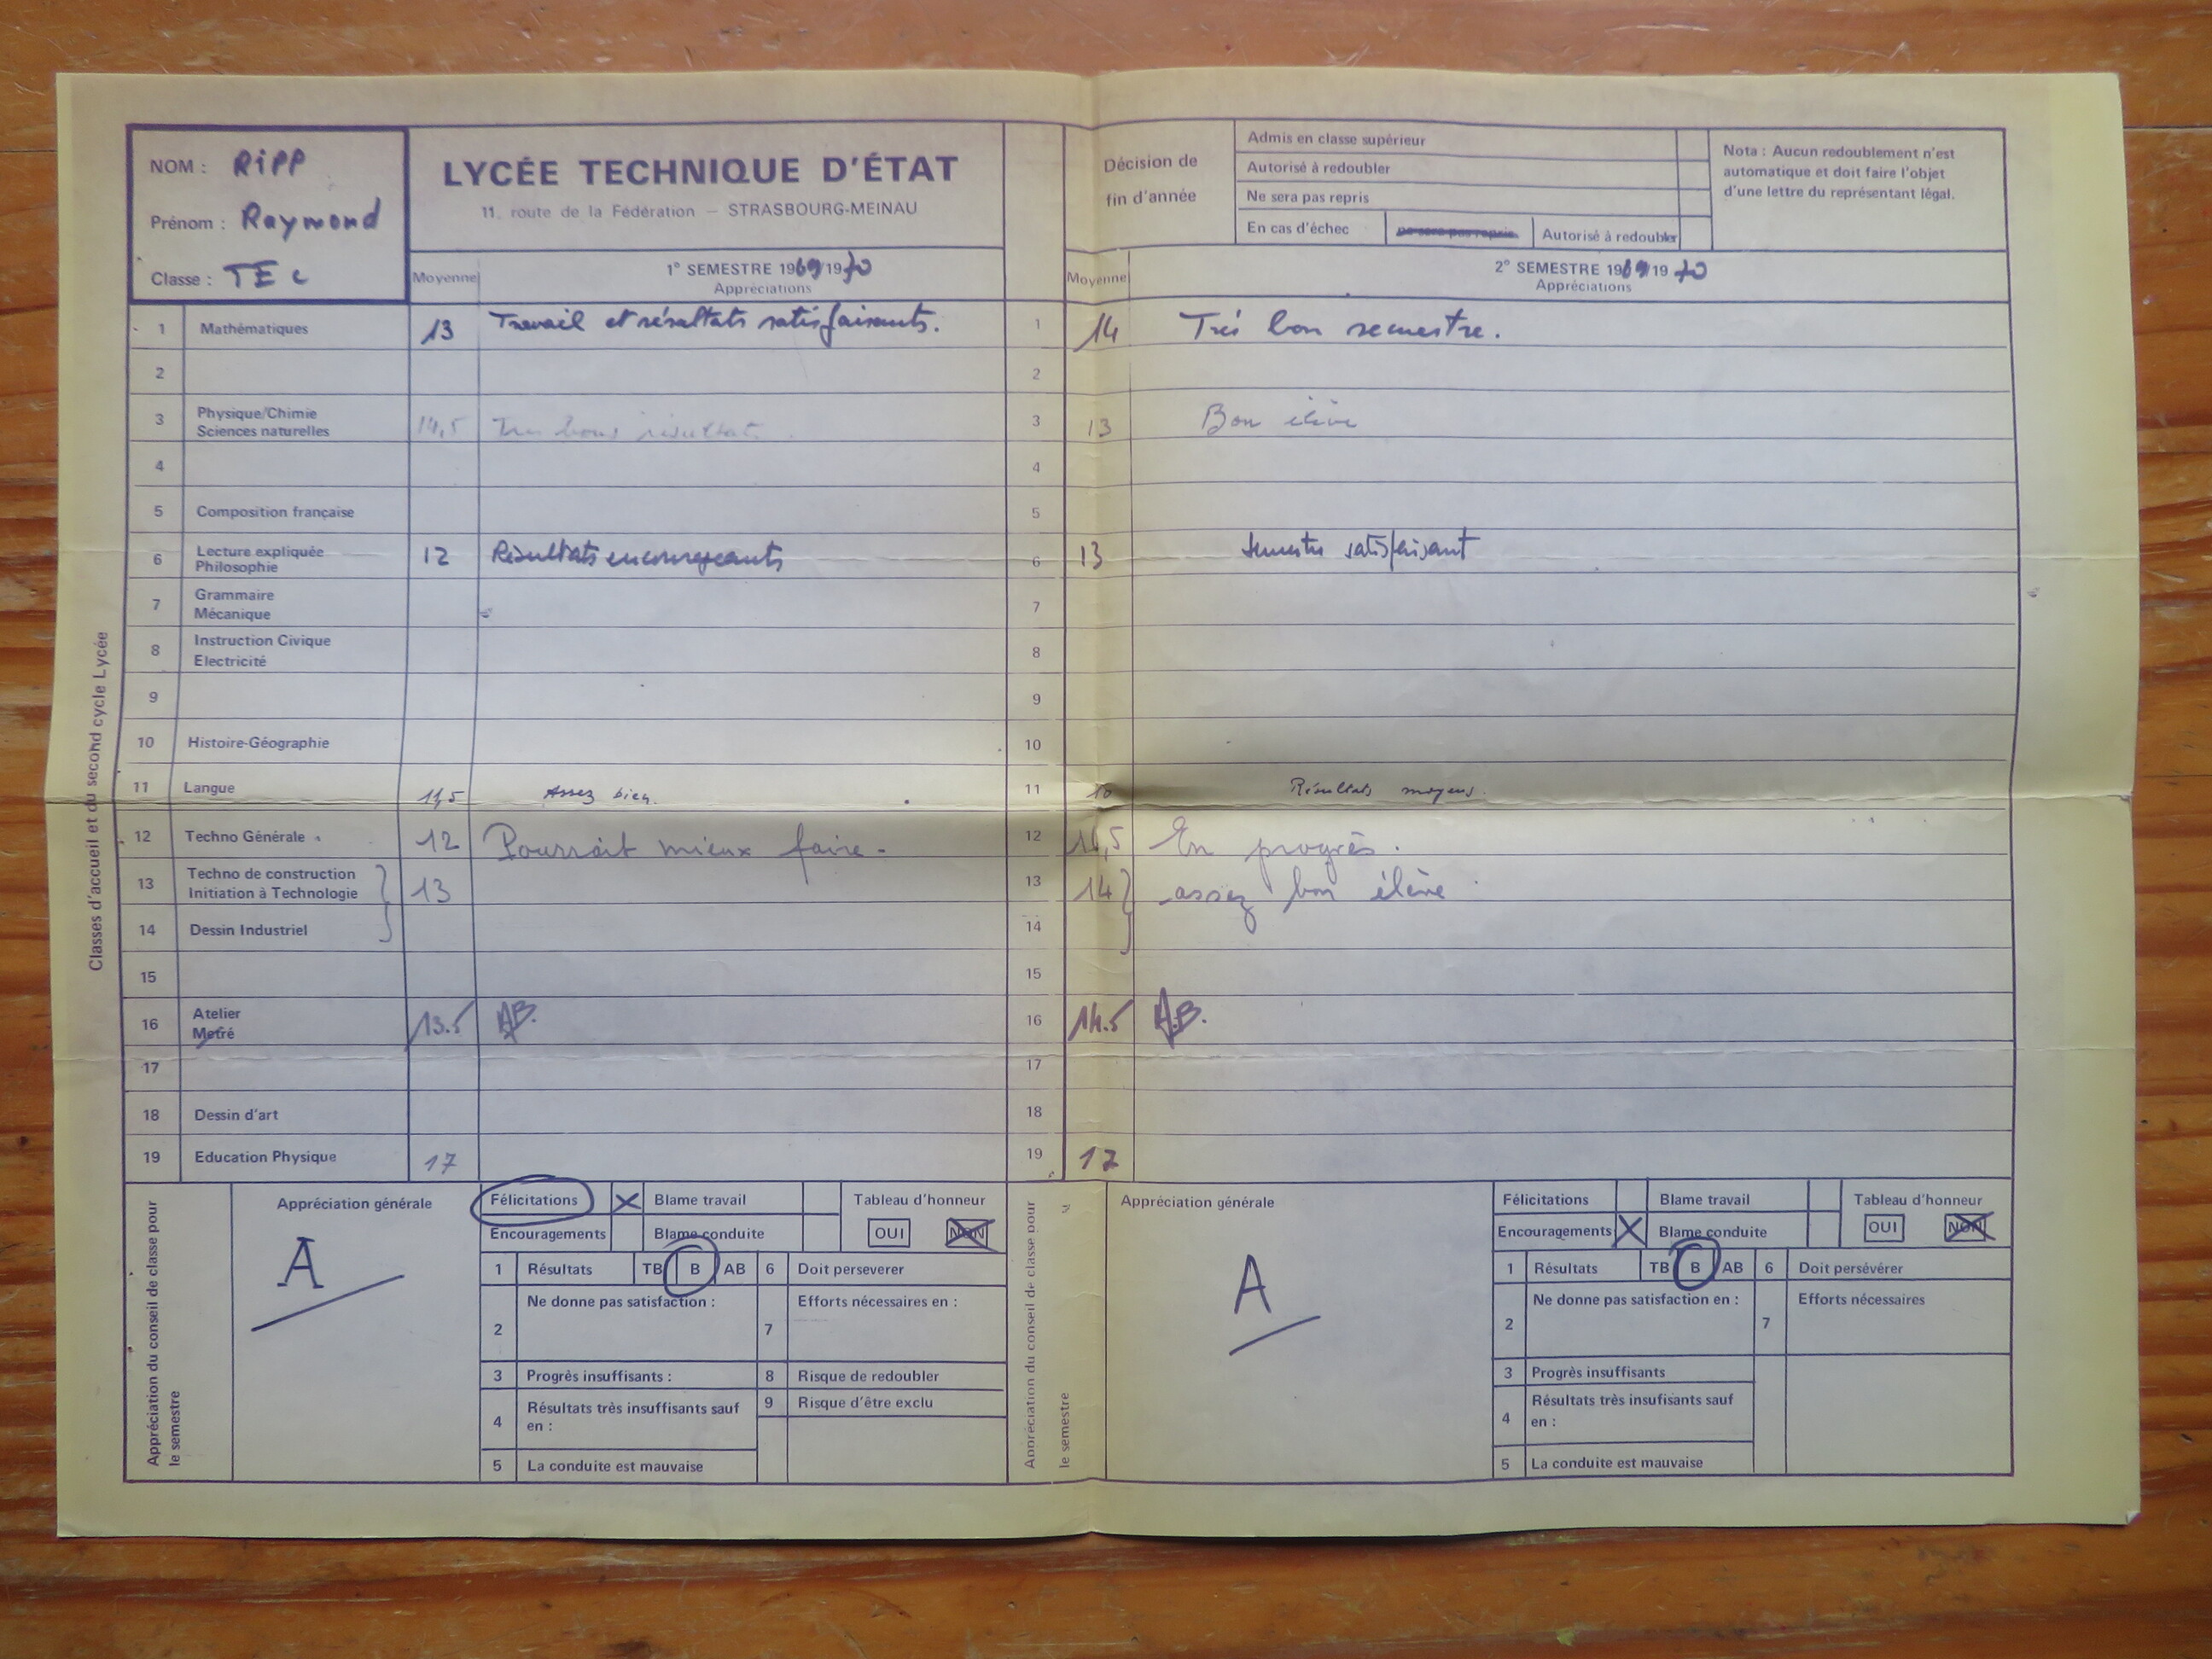 NOM : RiPP
Prénom : Raymond
Classe : TE c
LYCÉE TECHNIQUE D'ÉTAT
11, route de la Fédération — STRASBOURG-MEINAU
Décision de
fin d'année
Admis en classe supérieur
Autorisé à redoubler
Ne sera pas repris
En cas d'échec ne sera pas repris Autorisé à redoubler
Nota : Aucun redoublement n'est
automatique et doit faire l'objet
d'une lettre du représentant légal.
Moyenne 1° SEMESTRE 1969/1970
Appréciations
Moyenne 2° SEMESTRE 1969/1970
Appréciations
1 Mathématiques 13 Travail et résultats satisfaisants. 1 14 Très bon semestre.
2 2
3 Physique/Chimie
Sciences naturelles 14,5 Très bons résultats. 3 13 Bon élève
4 4
5 Composition française 5
6 Lecture expliquée
Philosophie 12 Résultats encourageants 6 13 Semestre satisfaisant
7 Grammaire
Mécanique 7
8 Instruction Civique
Electricité 8
9 9
10 Histoire-Géographie 10
11 Langue 11,5 Assez bien. 11 10 Résultats moyens.
12 Techno Générale 12 Pourrait mieux faire - 12 ,5 En progrès.
13 Techno de construction
Initiation à Technologie 13 13 14 assez bon élève
14 Dessin Industriel 14
15 15
16 Atelier
Metré 13.5 AB. 16 14.5 A.B.
17 17
18 Dessin d'art 18
19 Education Physique 17 19 17
Classes d'accueil et du second cycle Lycée
Appréciation du conseil de classe pour
le semestre
Appréciation générale
A
Félicitations X Blame travail
Encouragements Blame conduite
Tableau d'honneur
OUI NON
1 Résultats TB B AB 6 Doit perseverer
Ne donne pas satisfaction : Efforts nécessaires en :
2 7
3 Progrès insuffisants : 8 Risque de redoubler
9 Risque d'être exclu
4 Résultats très insuffisants sauf
en :
5 La conduite est mauvaise
Appréciation du conseil de classe pour
le semestre
Appréciation générale
A
Félicitations Blame travail
Encouragements X Blame conduite
Tableau d'honneur
OUI NON
1 Résultats TB B AB 6 Doit persévérer
Ne donne pas satisfaction en : Efforts nécessaires
2 7
3 Progrès insuffisants
4 Résultats très insufisants sauf
en :
5 La conduite est mauvaise